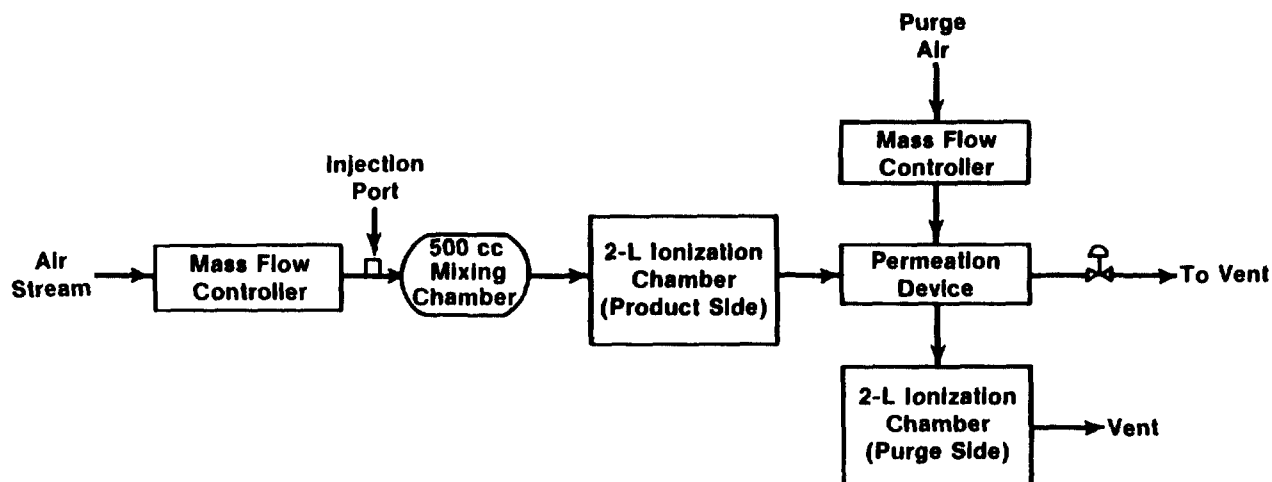 Purge
Air
Mass Flow
Controller
Injection
Port
Air
Stream
Mass Flow
Controller
500 cc
Mixing
Chamber
2-L Ionization
Chamber
(Product Side)
Permeation
Device
To Vent
2-L Ionization
Chamber
(Purge Side)
Vent